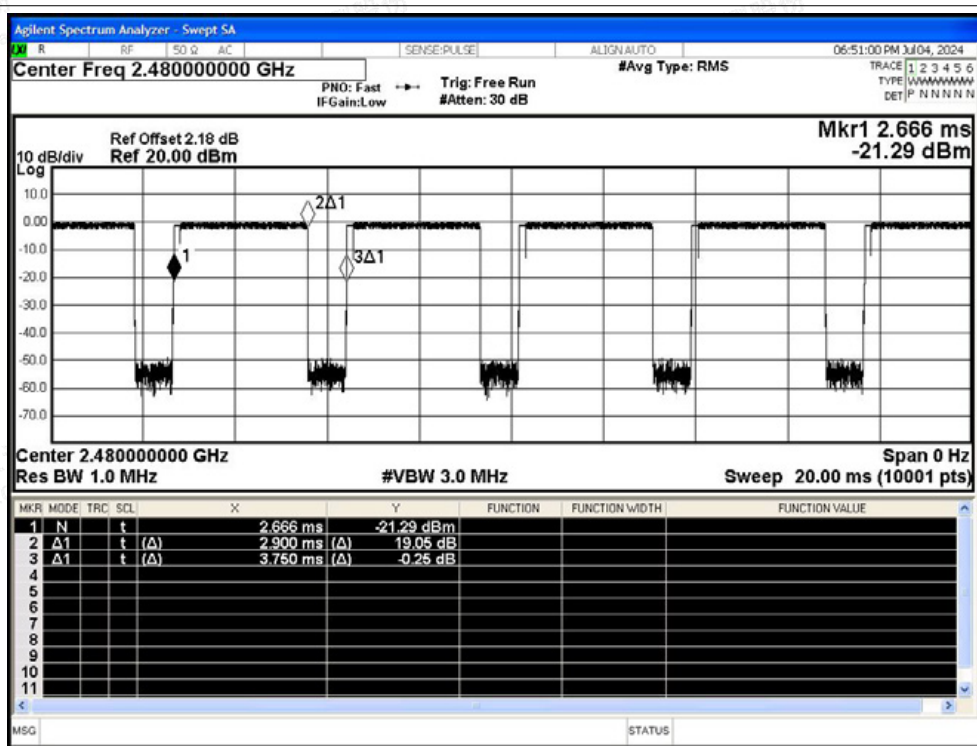 Agilent Spectrum Analyzer - Swept SA
LXI R RF 50 Ω AC SENSE:PULSE ALIGN AUTO 06:51:00 PM Jul 04, 2024
Center Freq 2.480000000 GHz
PNO: Fast
IFGain:Low
Trig: Free Run
#Atten: 30 dB
#Avg Type: RMS
TRACE 1 2 3 4 5 6
TYPE
DET P N N N N N
Mkr1 2.666 ms
-21.29 dBm
Ref Offset 2.18 dB
10 dB/div Ref 20.00 dBm
Log
10.0
0.00
-10.0
-20.0
-30.0
-40.0
-50.0
-60.0
-70.0
1
2Δ1
3Δ1
Center 2.480000000 GHz Span 0 Hz
Res BW 1.0 MHz #VBW 3.0 MHz Sweep 20.00 ms (10001 pts)
MKR MODE TRC SCL X Y FUNCTION FUNCTION WIDTH FUNCTION VALUE
1 N t 2.666 ms -21.29 dBm
2 Δ1 t (Δ) 2.900 ms (Δ) 19.05 dB
3 Δ1 t (Δ) 3.750 ms (Δ) -0.25 dB
4
5
6
7
8
9
10
11
MSG STATUS